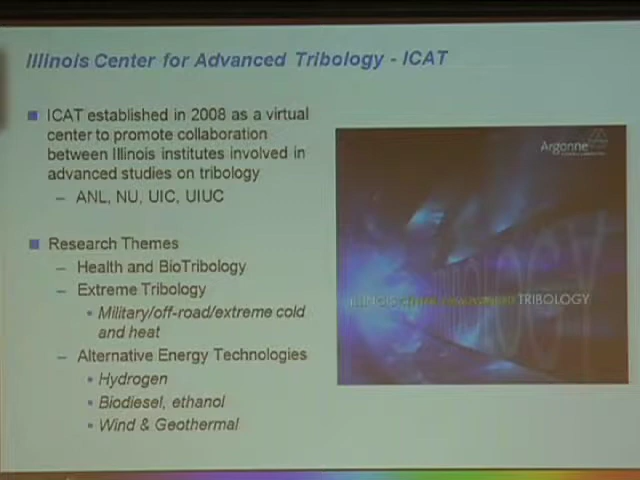 Illinois Center for Advanced Tribology - ICAT
ICAT established in 2008 as a virtual
center to promote collaboration
between Illinois institutes involved in
advanced studies on tribology
– ANL, NU, UIC, UIUC
Research Themes
– Health and BioTribology
– Extreme Tribology
• Military/off-road/extreme cold
and heat
– Alternative Energy Technologies
• Hydrogen
• Biodiesel, ethanol
• Wind & Geothermal
Argonne
ILLINOIS CENTER FOR ADVANCED TRIBOLOGY